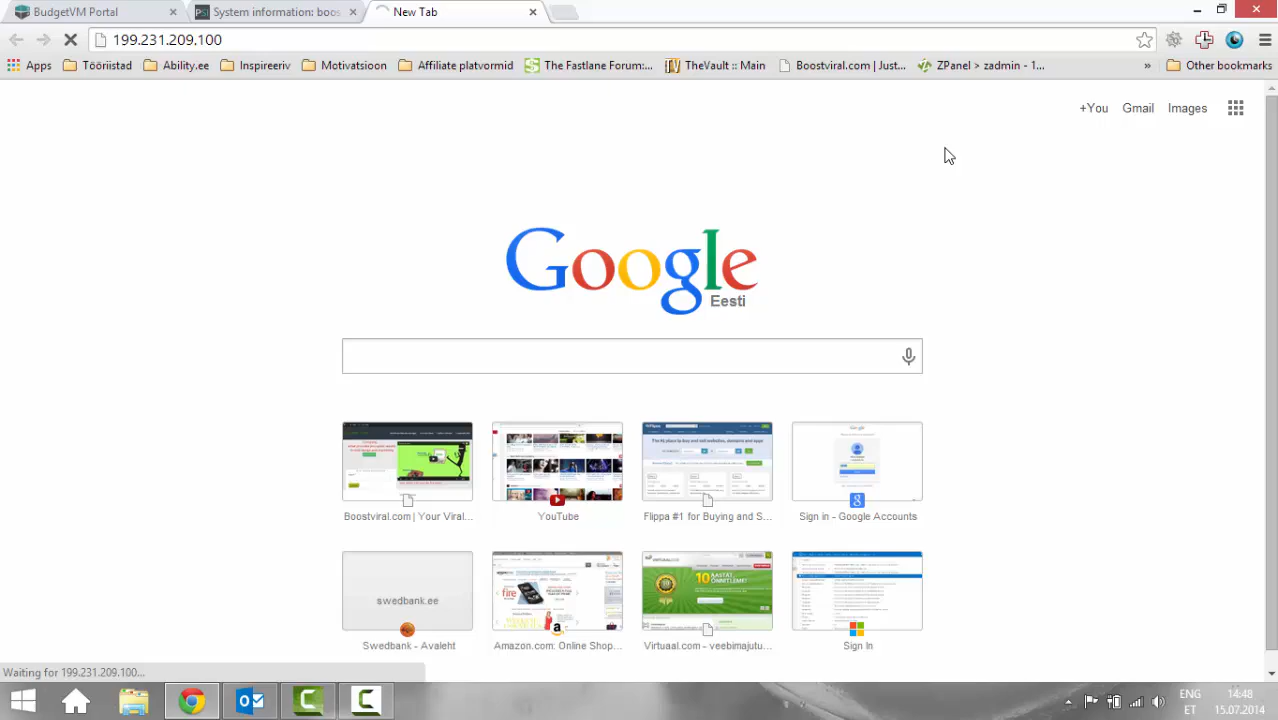 BudgetVM Portal
System information: boos
New Tab
199.231.209.100
Apps
Tööriistad
Ability.ee
Inspireeriv
Motivatsioon
Affiliate platvormid
The Fastlane Forum:...
TheVault :: Main
Boostviral.com | Just...
ZPanel > zadmin - 1...
»
Other bookmarks
+You
Gmail
Images
Google
Eesti
Boostviral.com | Your Viral...
YouTube
Flippa #1 for Buying and S...
Sign in - Google Accounts
swedbank.ee
Swedbank - Avaleht
Amazon.com: Online Shop...
Virtuaal.com - veebimajutu...
Sign In
Waiting for 199.231.209.100...
ENG
ET
14:48
15.07.2014